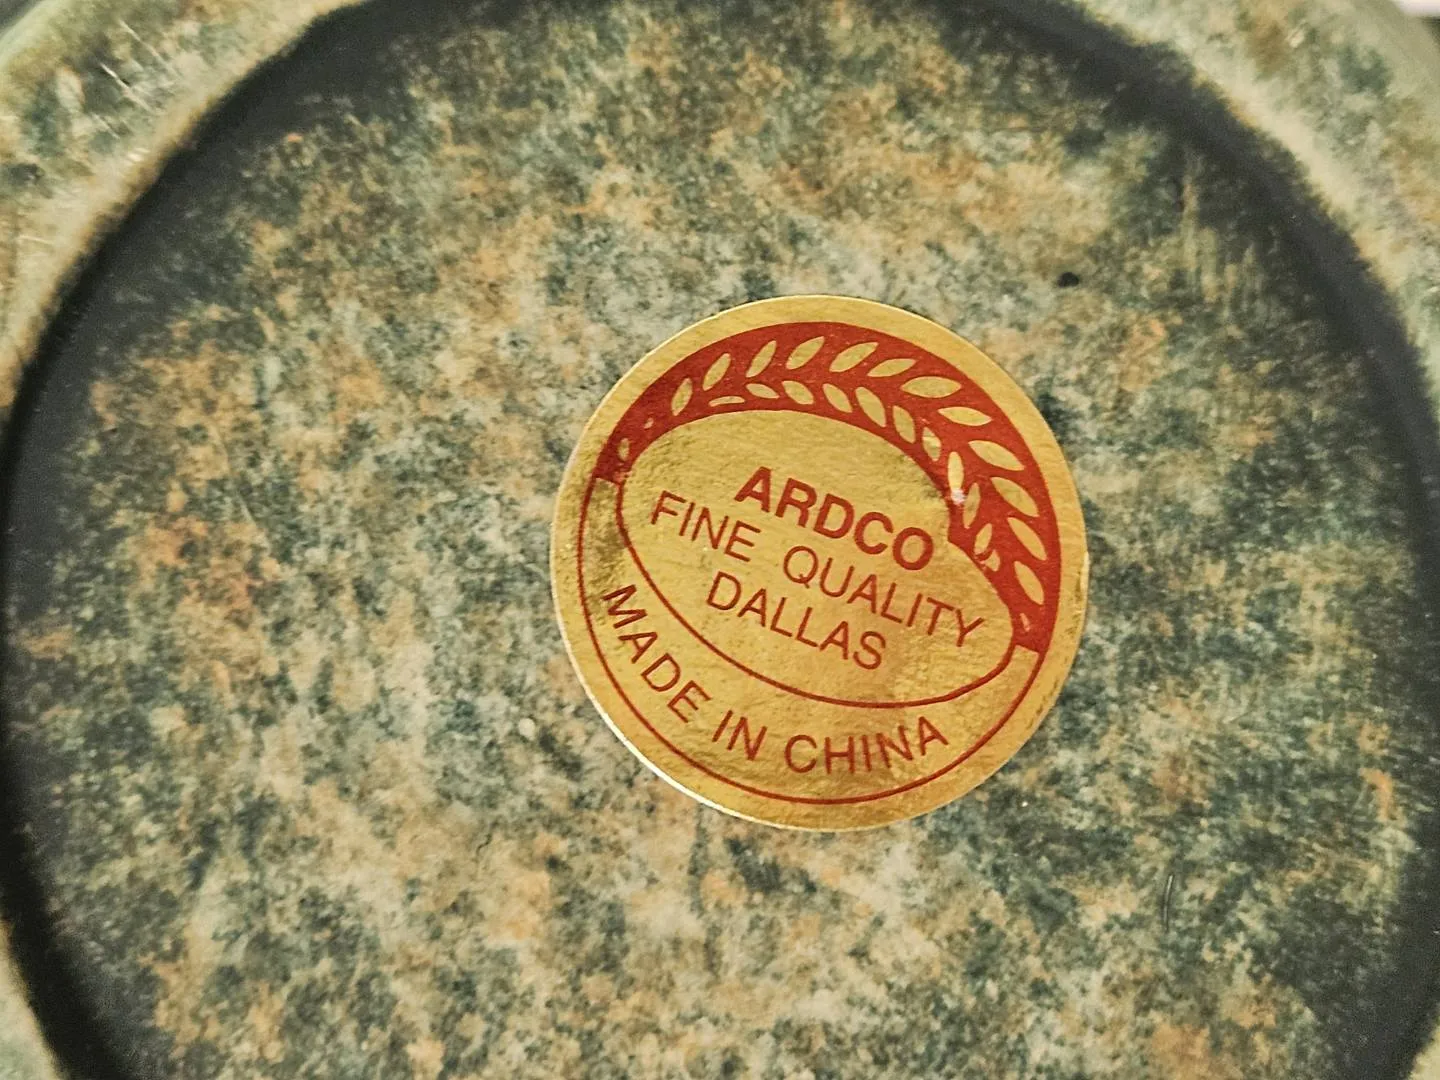 ARDCO
FINE QUALITY
DALLAS
MADE IN CHINA